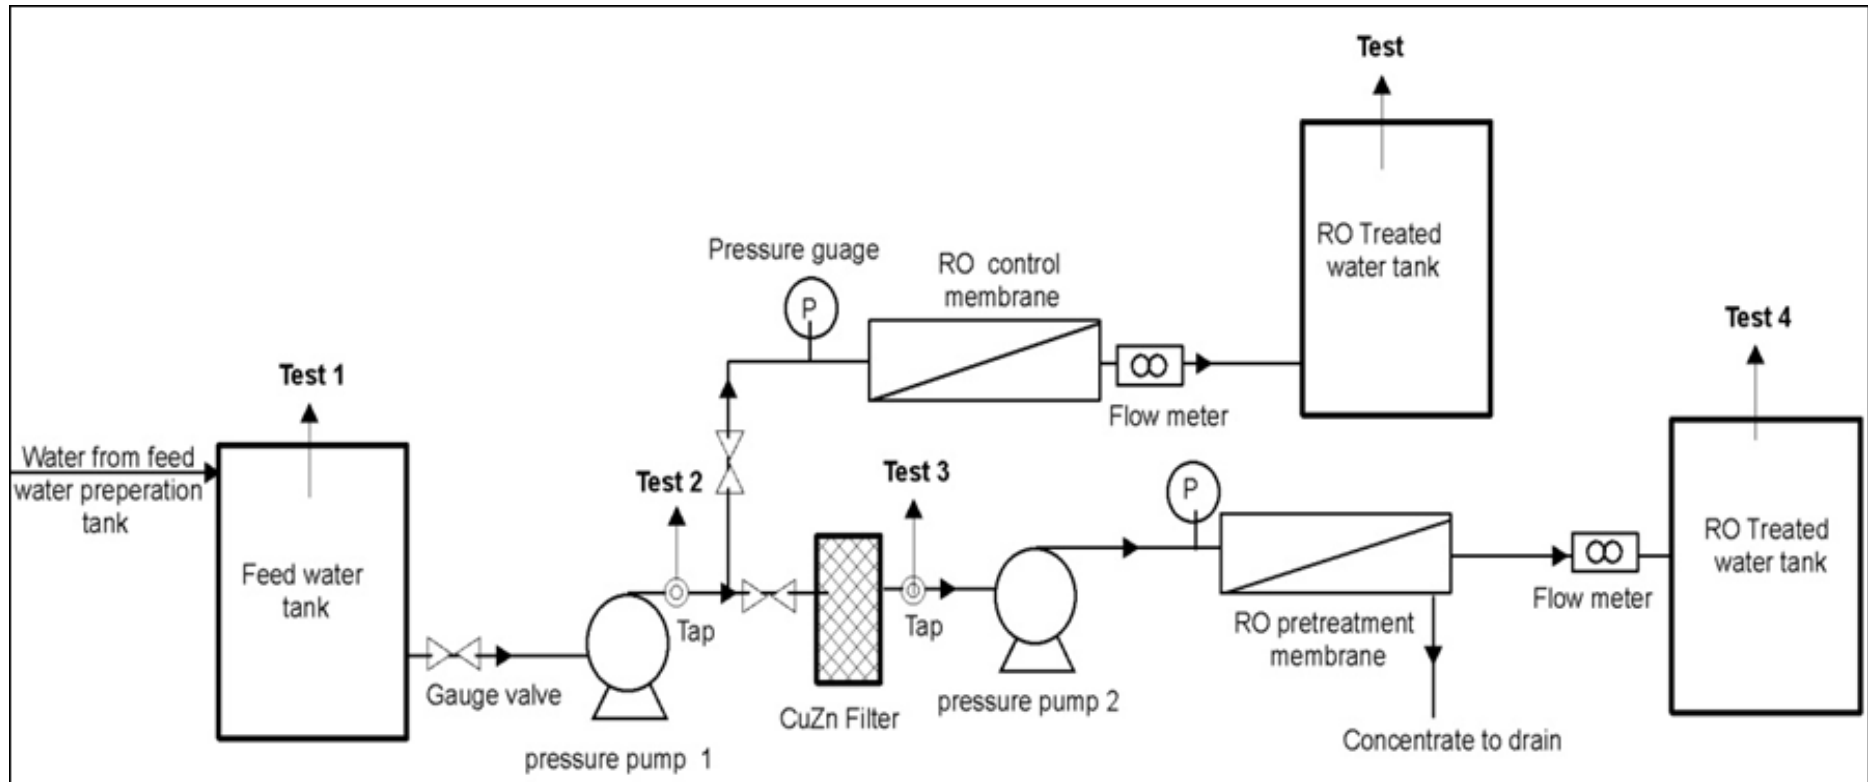 Test
RO Treated
water tank
Pressure guage
P
RO control
membrane
Flow meter
Test 1
Water from feed
water preperation
tank
Feed water
tank
Gauge valve
pressure pump 1
Test 2
Tap
CuZn Filter
Test 3
Tap
pressure pump 2
P
RO pretreatment
membrane
Concentrate to drain
Flow meter
Test 4
RO Treated
water tank